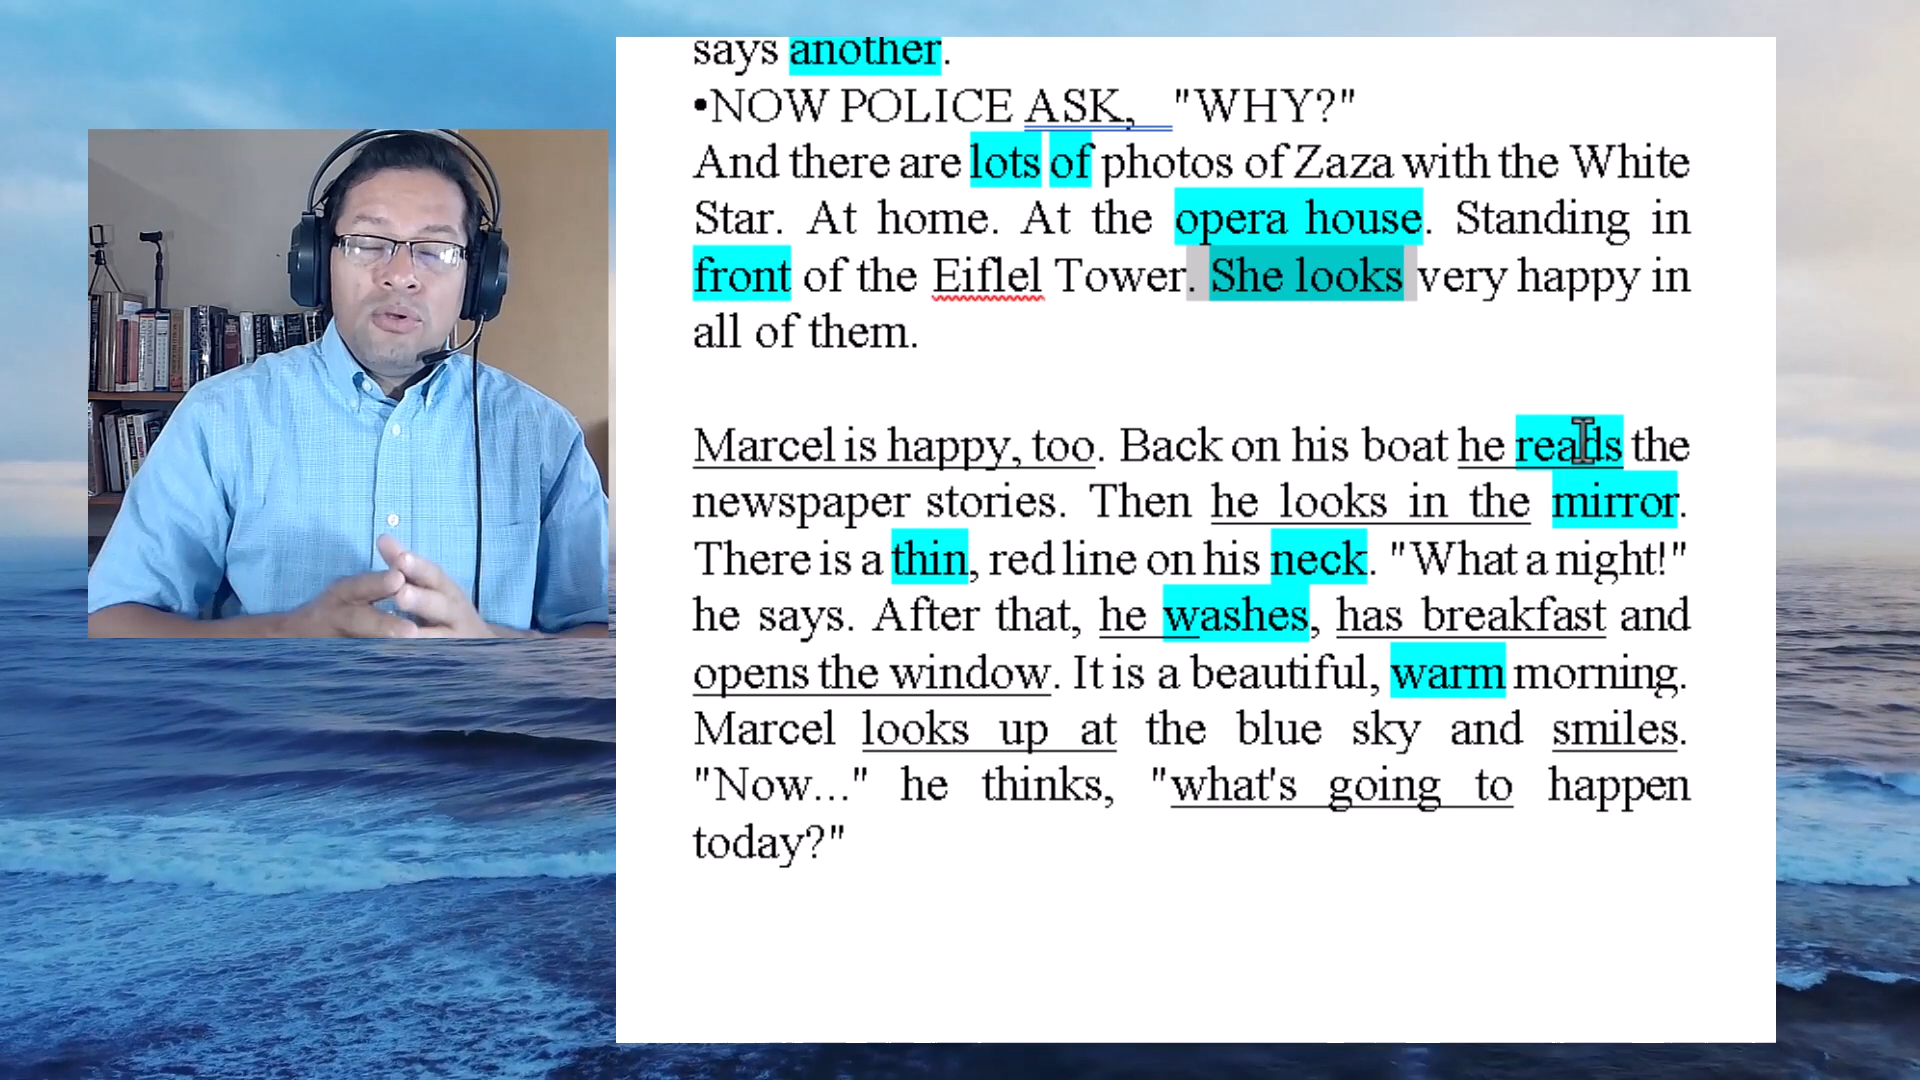 says another.
•NOW POLICE ASK, "WHY?"
And there are lots of photos of Zaza with the White
Star. At home. At the opera house. Standing in
front of the Eiflel Tower. She looks very happy in
all of them.
Marcel is happy, too. Back on his boat he reads the
newspaper stories. Then he looks in the mirror.
There is a thin, red line on his neck. "What a night!"
he says. After that, he washes, has breakfast and
opens the window. It is a beautiful, warm morning.
Marcel looks up at the blue sky and smiles.
"Now..." he thinks, "what's going to happen
today?"